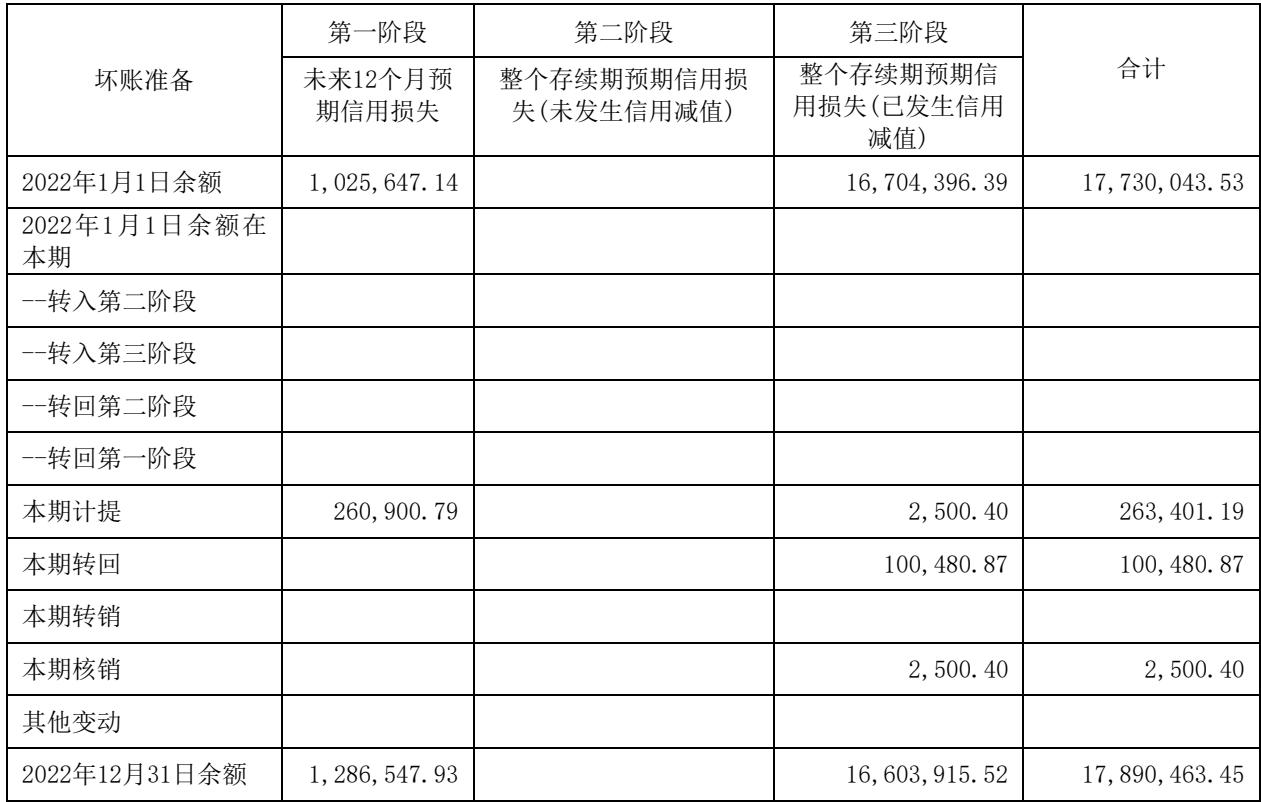 坏账准备 第一阶段 第二阶段 第三阶段 合计
未来12个月预期信用损失 整个存续期预期信用损失(未发生信用减值) 整个存续期预期信用损失(已发生信用减值)
2022年1月1日余额 1,025,647.14 16,704,396.39 17,730,043.53
2022年1月1日余额在
本期
--转入第二阶段
--转入第三阶段
--转回第二阶段
--转回第一阶段
本期计提 260,900.79 2,500.40 263,401.19
本期转回 100,480.87 100,480.87
本期转销
本期核销 2,500.40 2,500.40
其他变动
2022年12月31日余额 1,286,547.93 16,603,915.52 17,890,463.45